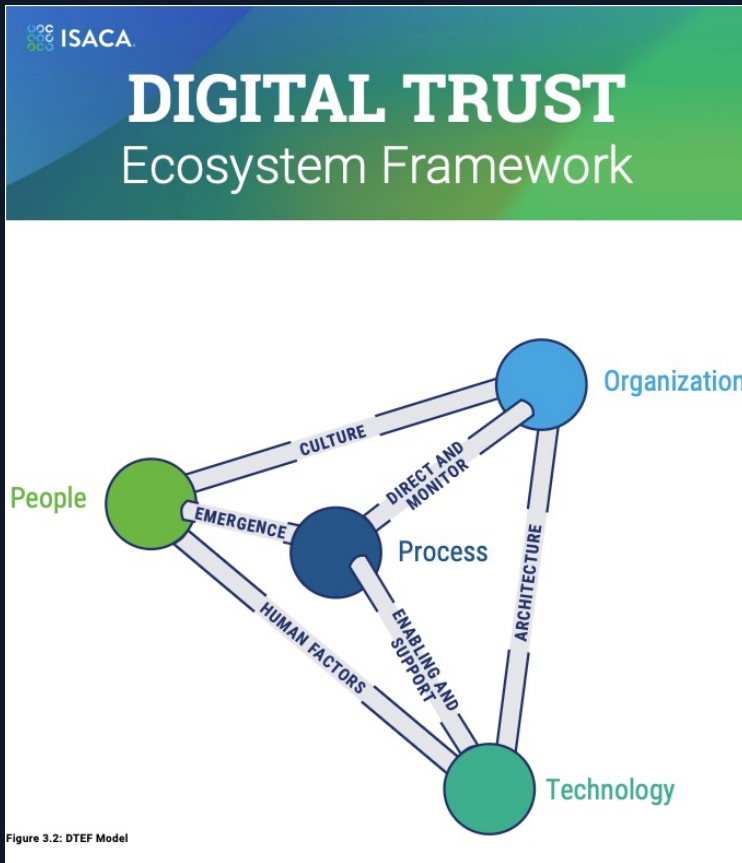 ISACA.
DIGITAL TRUST
Ecosystem Framework
Organization
CULTURE
DIRECT AND
MONITOR
People
EMERGENCE
Process
ARCHITECTURE
HUMAN FACTORS
ENABLING AND
SUPPORT
Technology
Figure 3.2: DTEF Model